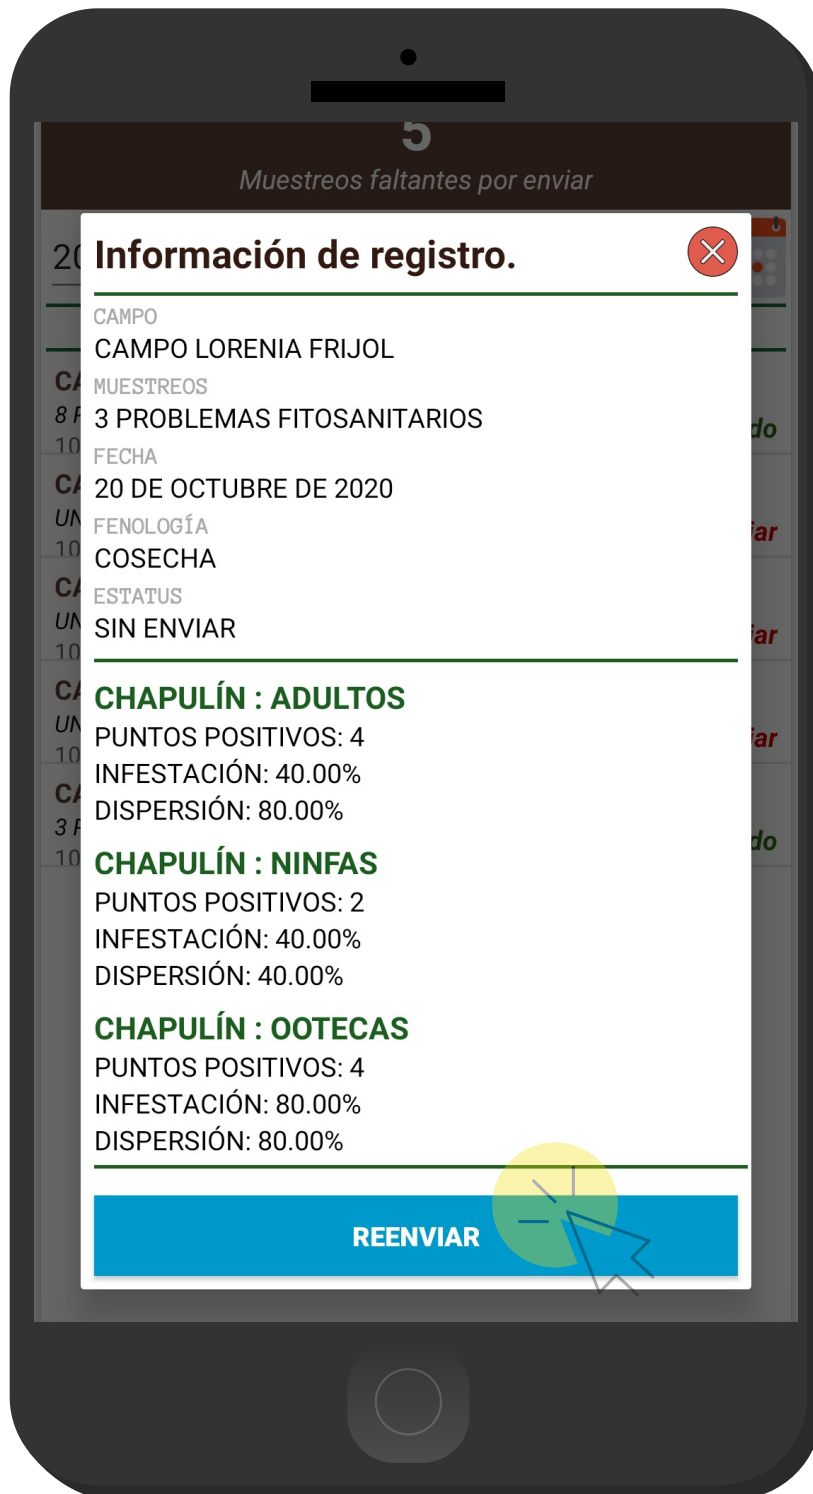 5
Muestreos faltantes por enviar
20
Información de registro.
CAMPO
CAMPO LORENIA FRIJOL
MUESTREOS
3 PROBLEMAS FITOSANITARIOS
FECHA
20 DE OCTUBRE DE 2020
FENOLOGÍA
COSECHA
ESTATUS
SIN ENVIAR
CHAPULÍN : ADULTOS
PUNTOS POSITIVOS: 4
INFESTACIÓN: 40.00%
DISPERSIÓN: 80.00%
CHAPULÍN : NINFAS
PUNTOS POSITIVOS: 2
INFESTACIÓN: 40.00%
DISPERSIÓN: 40.00%
CHAPULÍN : OOTECAS
PUNTOS POSITIVOS: 4
INFESTACIÓN: 80.00%
DISPERSIÓN: 80.00%
REENVIAR